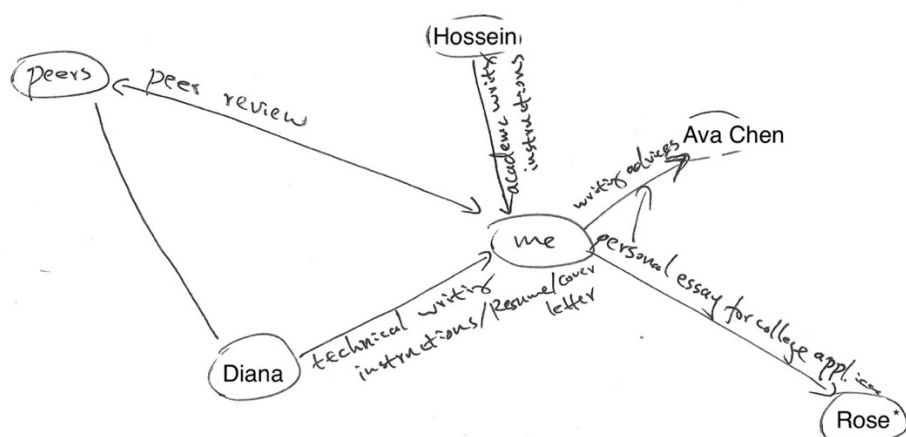 Hossein
peers
peer review
academic writing
instructions
Ava Chen
writing advices
me
personal essay for college applica
technical writing
instructions/Resume/cover
letter
Diana
Rose*